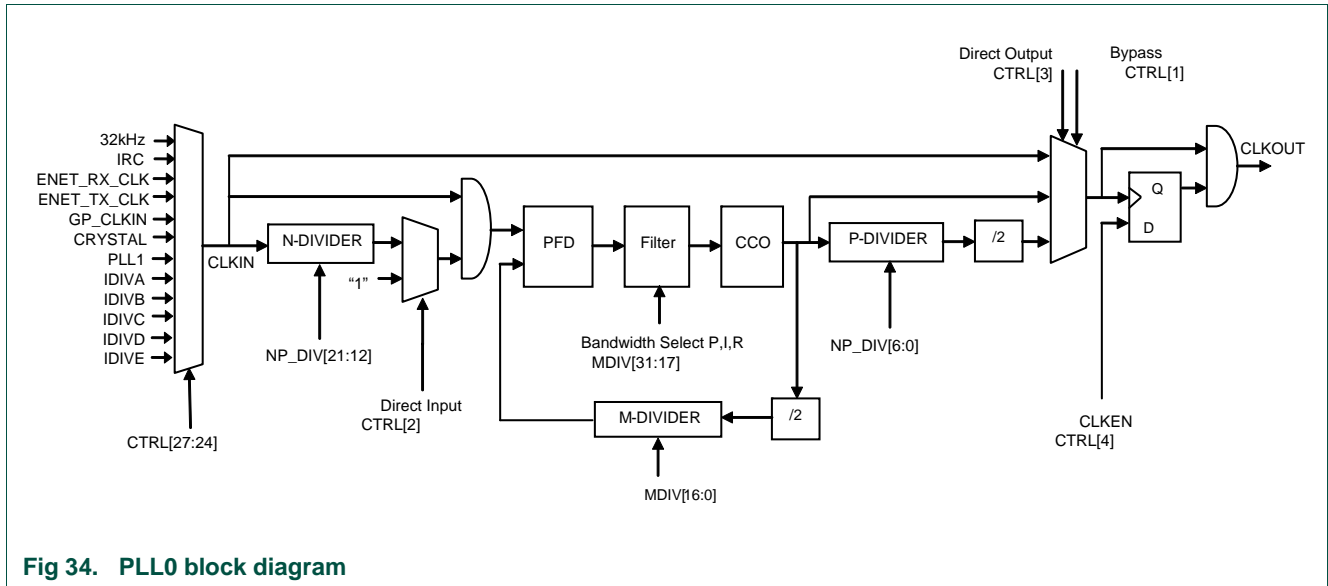 Direct Output
CTRL[3]
Bypass
CTRL[1]
32kHz
IRC
ENET_RX_CLK
ENET_TX_CLK
GP_CLKIN
CRYSTAL
PLL1
IDIVA
IDIVB
IDIVC
IDIVD
IDIVE
CTRL[27:24]
CLKIN
N-DIVIDER
NP_DIV[21:12]
“1”
Direct Input
CTRL[2]
PFD
Filter
Bandwidth Select P,I,R
MDIV[31:17]
CCO
P-DIVIDER
NP_DIV[6:0]
/2
/2
M-DIVIDER
MDIV[16:0]
Q
D
CLKEN
CTRL[4]
CLKOUT
Fig 34. PLL0 block diagram